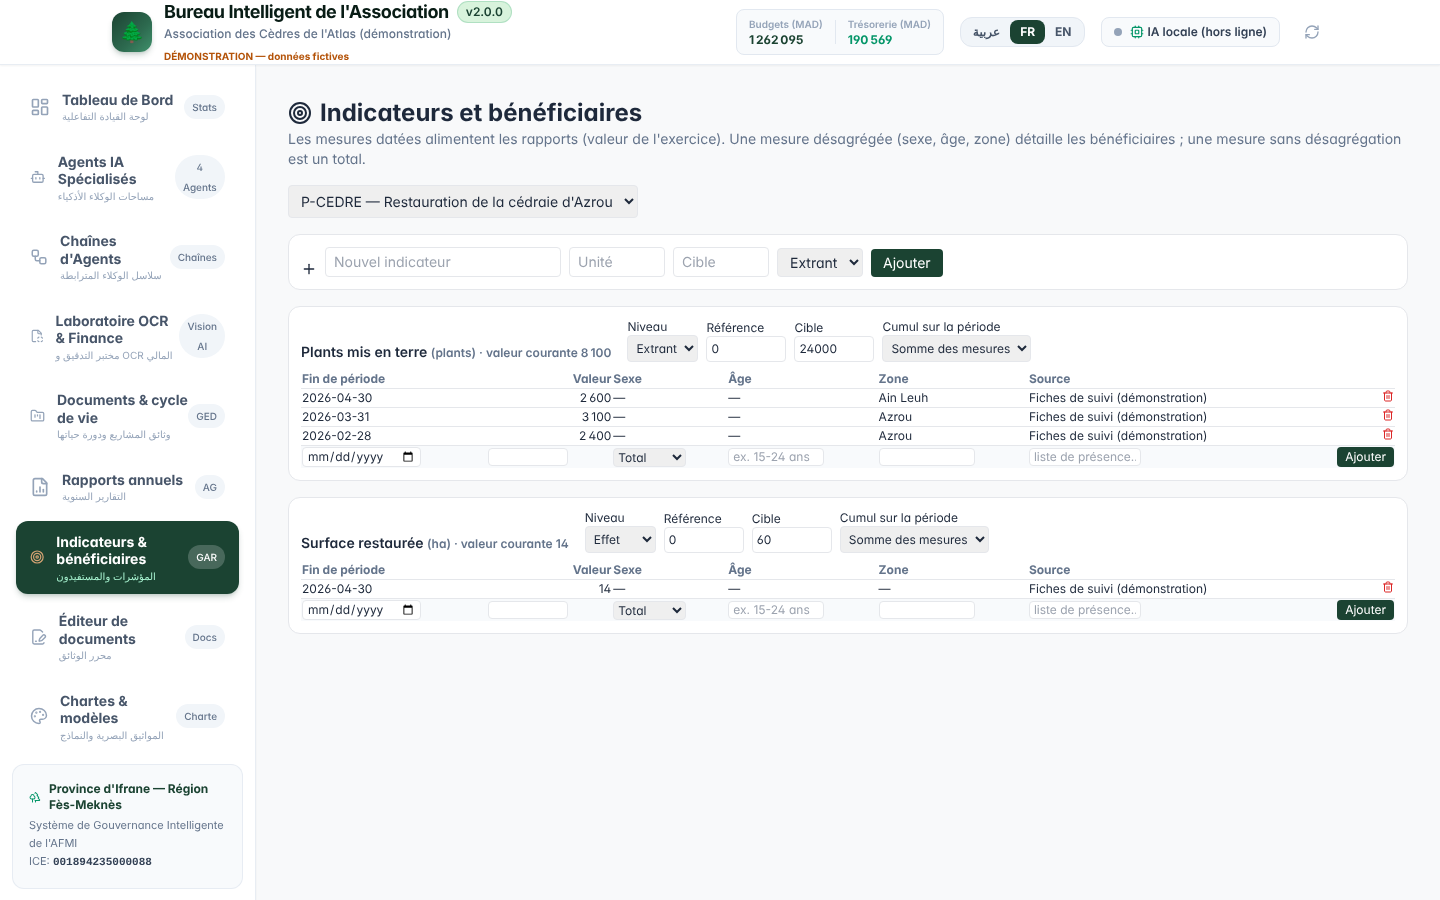 Bureau Intelligent de l'Association v2.0.0
Association des Cèdres de l'Atlas (démonstration)
DÉMONSTRATION — données fictives
Budgets (MAD)
1 262 095
Trésorerie (MAD)
190 569
عربية FR EN
IA locale (hors ligne)
Tableau de Bord
لوحة القيادة التفاعلية
Stats
Agents IA
Spécialisés
مساحات الوكلاء الأذكياء
4
Agents
Chaînes
d'Agents
سلاسل الوكلاء المترابطة
Chaînes
Laboratoire OCR
& Finance
محتبر التدقيق و OCR المالي
Vision
AI
Documents & cycle
de vie
وثائق المشاريع ودورة حياتها
GED
Rapports annuels
التقارير السنوية
AG
Indicateurs &
bénéficiaires
المؤشرات والمستفيدون
GAR
Éditeur de
documents
محرر الوثائق
Docs
Chartes &
modèles
المواثيق البصرية والنماذج
Charte
Province d'Ifrane — Région
Fès-Meknès
Système de Gouvernance Intelligente
de l'AFMI
ICE: 001894235000088
Indicateurs et bénéficiaires
Les mesures datées alimentent les rapports (valeur de l'exercice). Une mesure désagrégée (sexe, âge, zone) détaille les bénéficiaires ; une mesure sans désagrégation
est un total.
P-CEDRE — Restauration de la cédraie d'Azrou
+ Nouvel indicateur Unité Cible Extrant Ajouter
Niveau Référence Cible Cumul sur la période
Plants mis en terre (plants) · valeur courante 8 100 Extrant 0 24000 Somme des mesures
Fin de période Valeur Sexe Âge Zone Source
2026-04-30 2 600 — — Ain Leuh Fiches de suivi (démonstration)
2026-03-31 3 100 — — Azrou Fiches de suivi (démonstration)
2026-02-28 2 400 — — Azrou Fiches de suivi (démonstration)
mm/dd/yyyy Total ex. 15-24 ans liste de présence.. Ajouter
Niveau Référence Cible Cumul sur la période
Surface restaurée (ha) · valeur courante 14 Effet 0 60 Somme des mesures
Fin de période Valeur Sexe Âge Zone Source
2026-04-30 14 — — — Fiches de suivi (démonstration)
mm/dd/yyyy Total ex. 15-24 ans liste de présence.. Ajouter